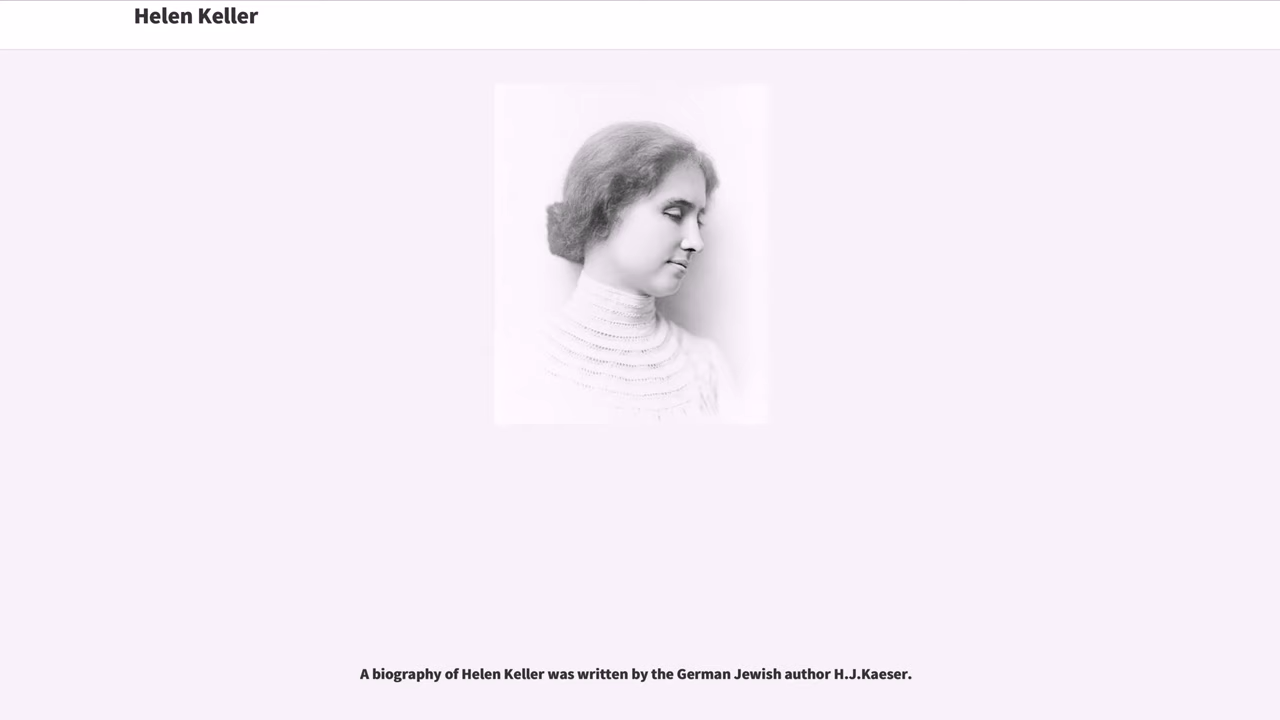 Helen Keller
A biography of Helen Keller was written by the German Jewish author H.J.Kaeser.